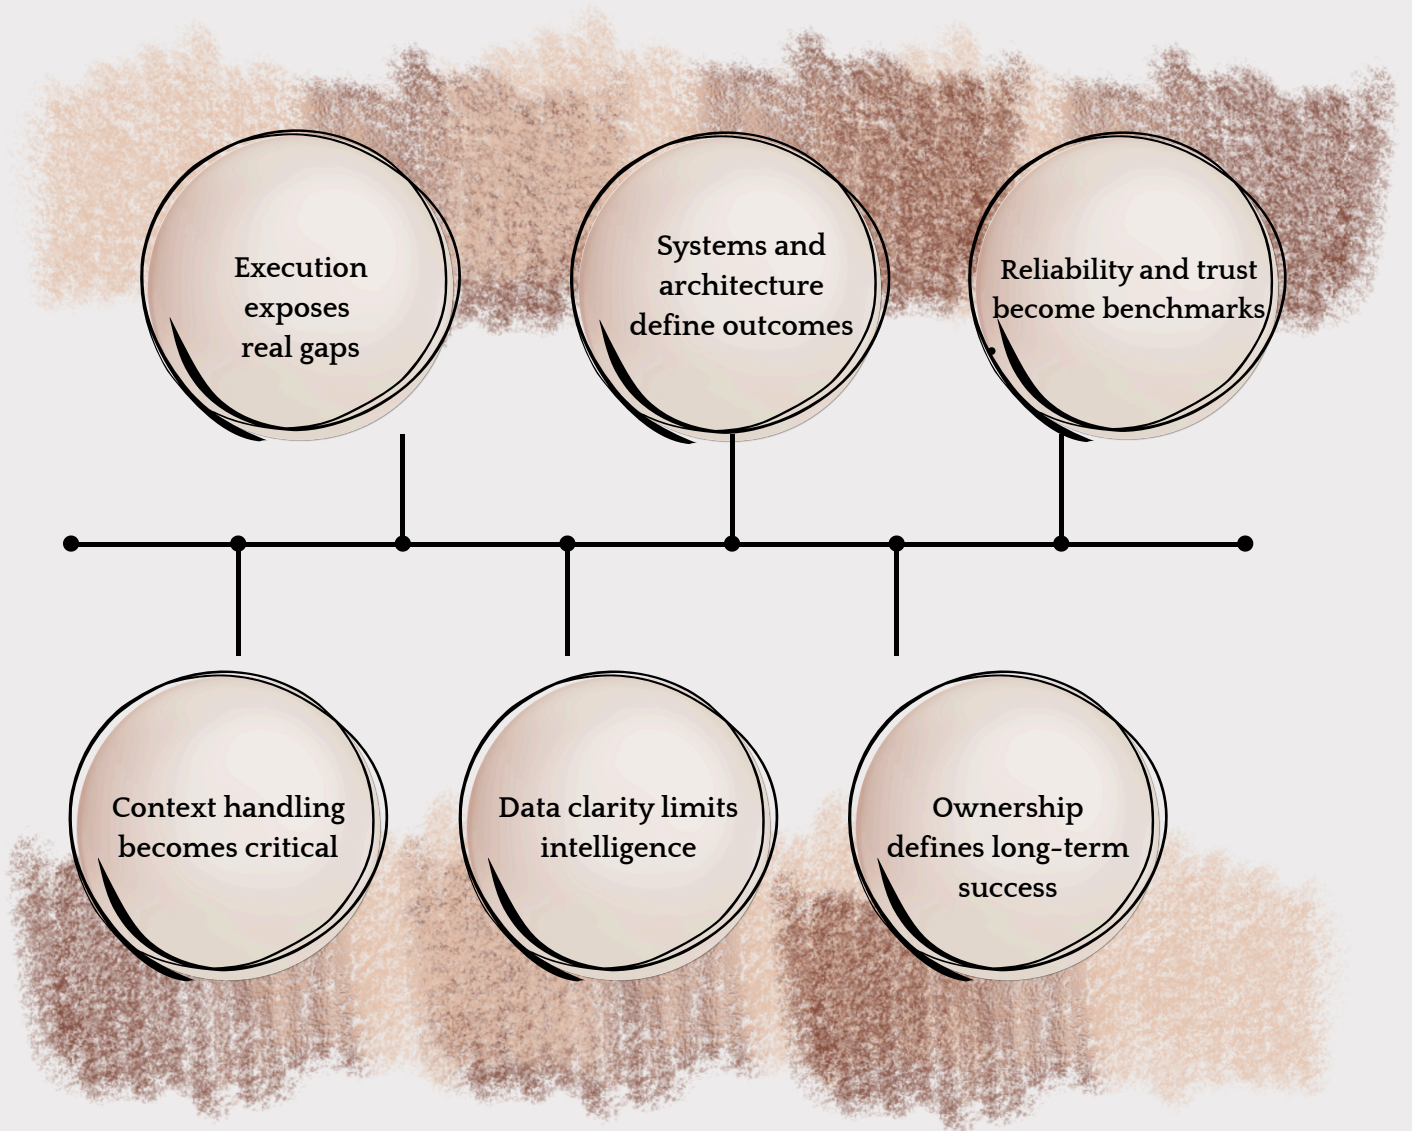 Execution
exposes
real gaps
Systems and
architecture
define outcomes
Reliability and trust
become benchmarks
Context handling
becomes critical
Data clarity limits
intelligence
Ownership
defines long-term
success